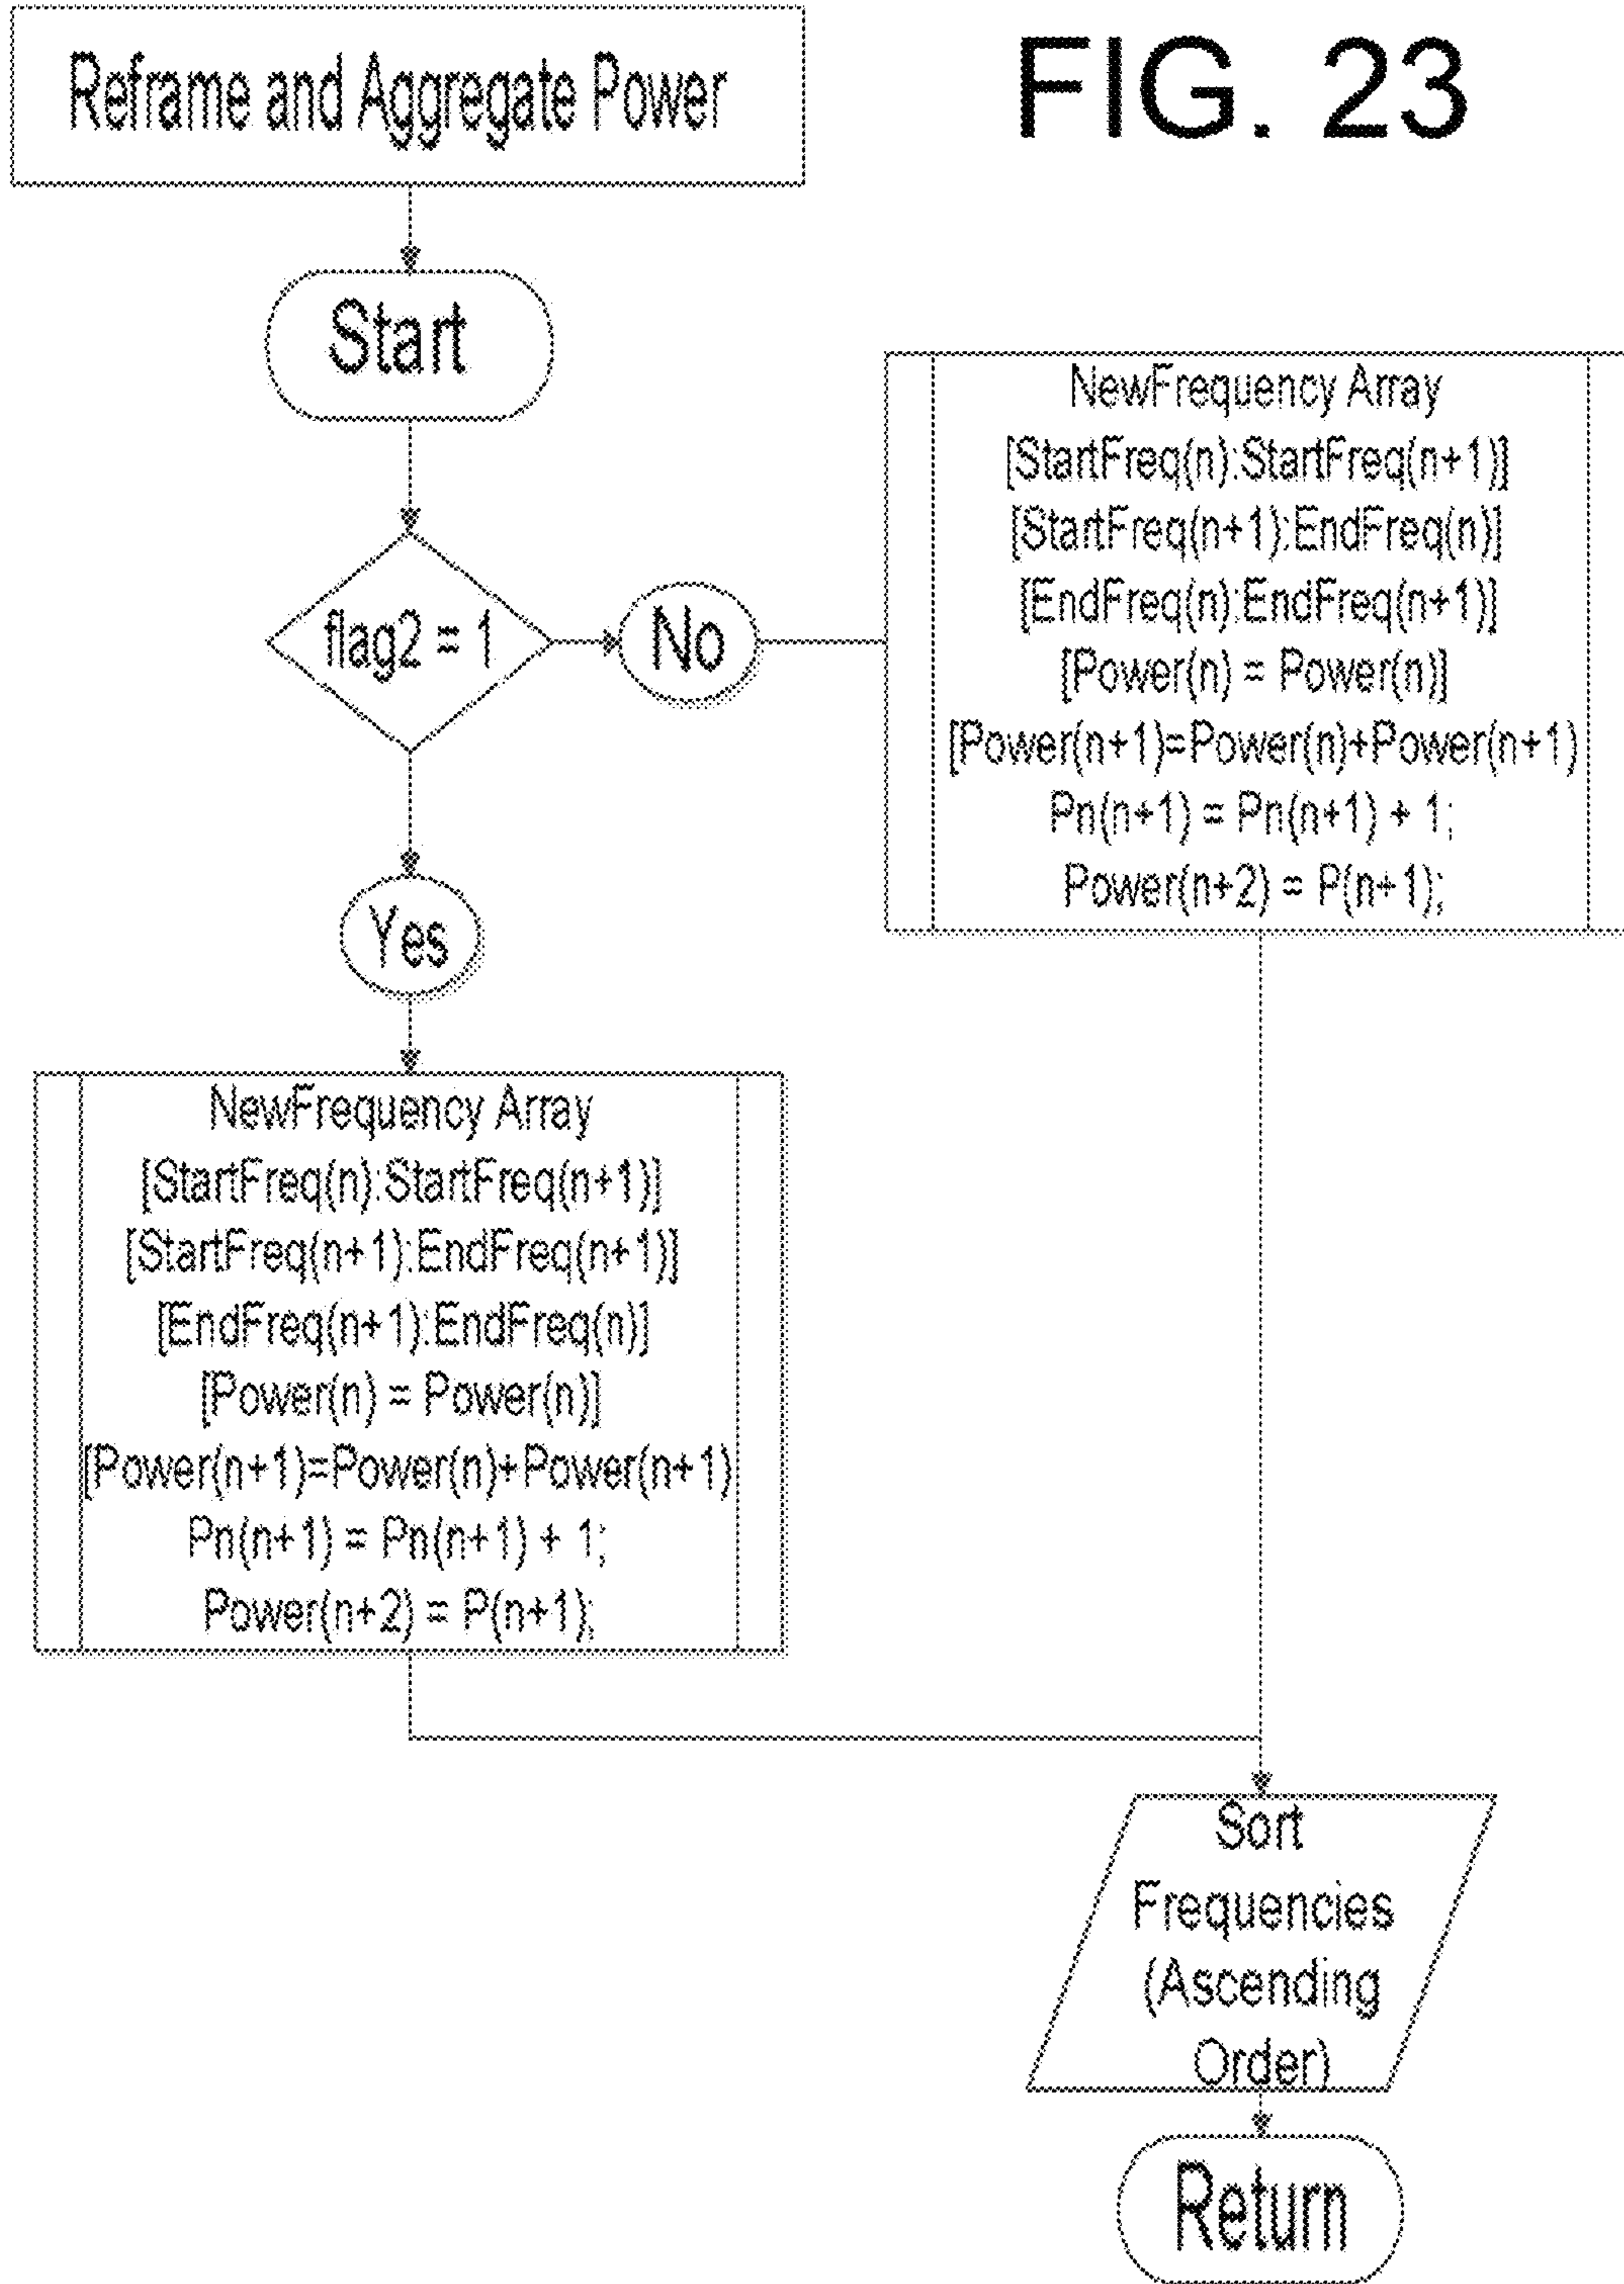 Reframe and Aggregate Power
FIG. 23
Start
flag2 = 1
No
NewFrequency Array
[StartFreq(n):StartFreq(n+1)]
[StartFreq(n+1):EndFreq(n)]
[EndFreq(n):EndFreq(n+1)]
[Power(n) = Power(n)]
[Power(n+1)=Power(n)+Power(n+1)
Pn(n+1) = Pn(n+1) + 1;
Power(n+2) = P(n+1);
Yes
NewFrequency Array
[StartFreq(n):StartFreq(n+1)]
[StartFreq(n+1):EndFreq(n+1)]
[EndFreq(n+1):EndFreq(n)]
[Power(n) = Power(n)]
[Power(n+1)=Power(n)+Power(n+1)
Pn(n+1) = Pn(n+1) + 1;
Power(n+2) = P(n+1);
Sort
Frequencies
(Ascending
Order)
Return